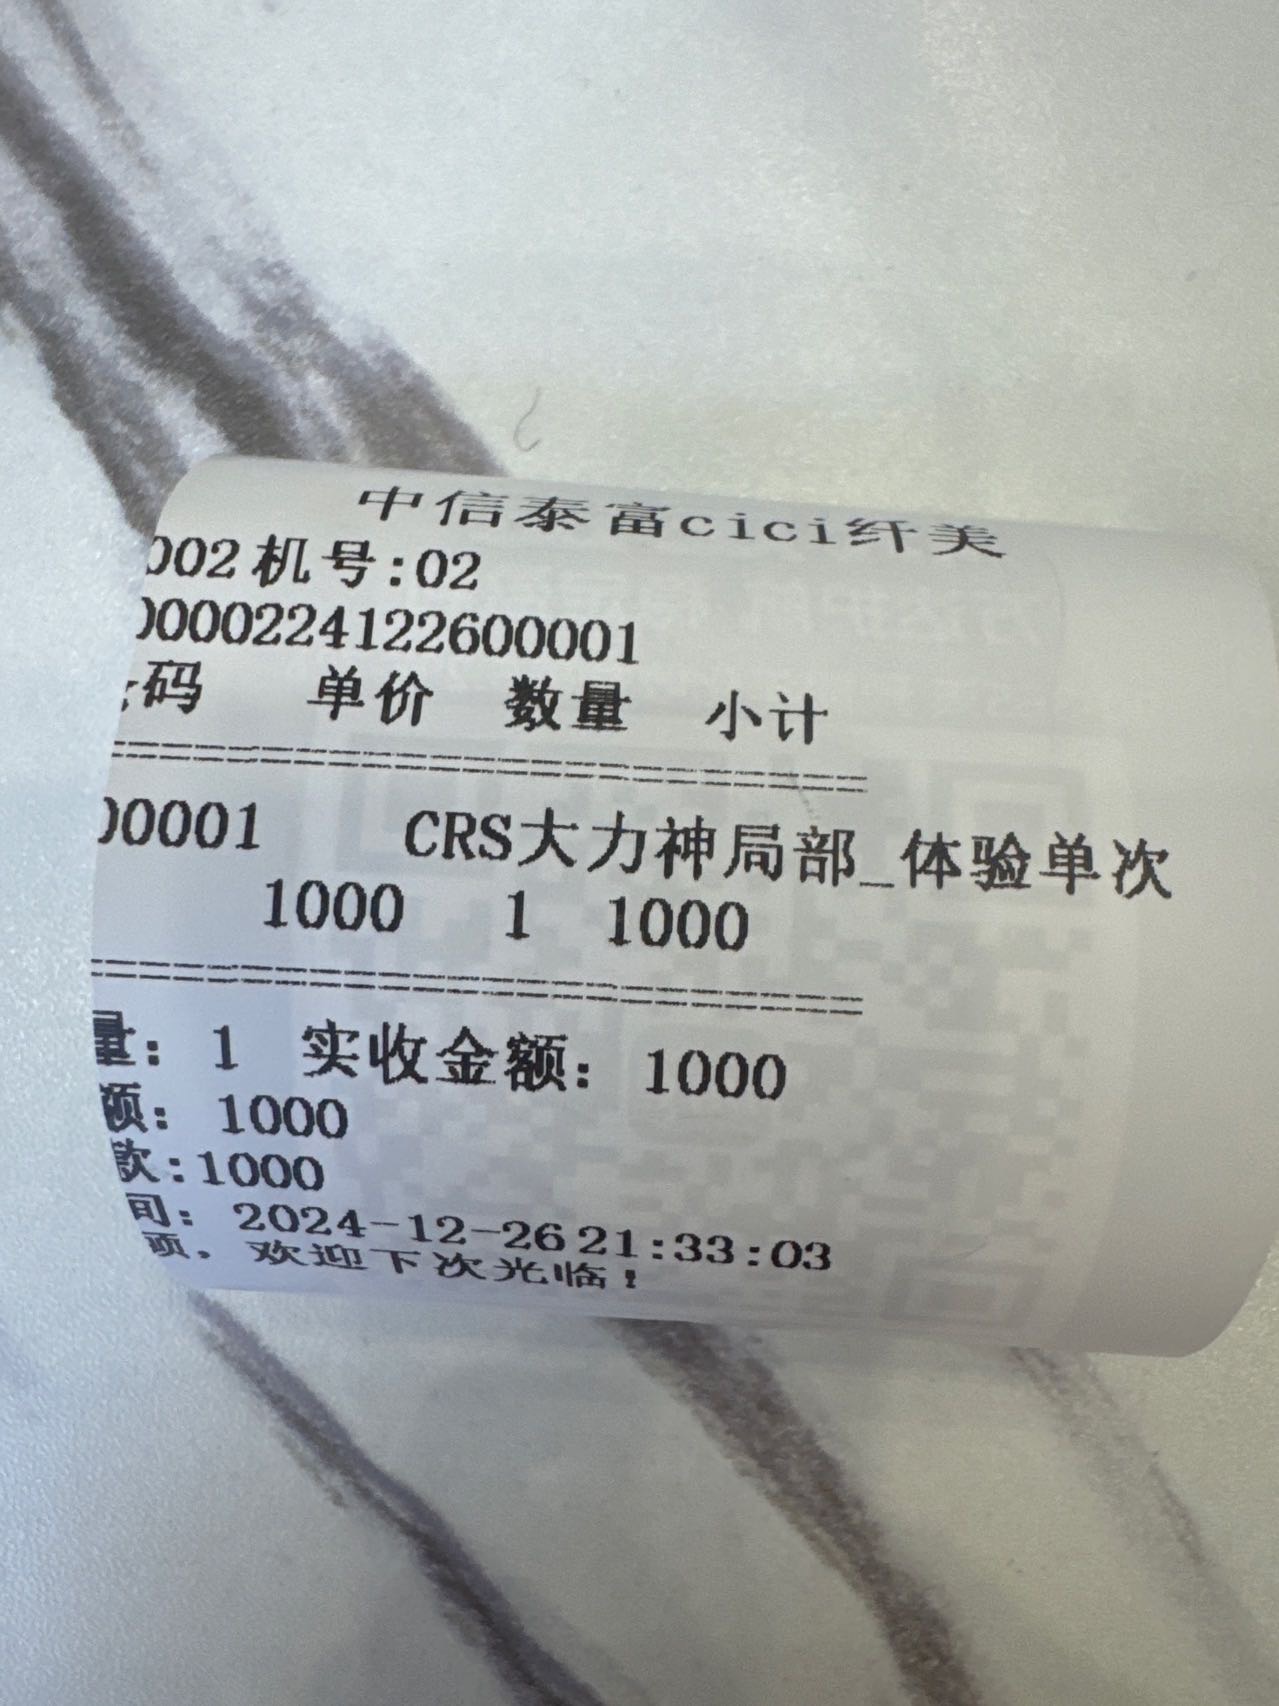 中信泰富cici纤美
002机号:02
0000224122600001
码 单价 数量 小计
00001 CRS大力神局部_体验单次
1000 1 1000
量: 1 实收金额: 1000
额: 1000
款:1000
间: 2024-12-26 21:33:03
顾, 欢迎下次光临!